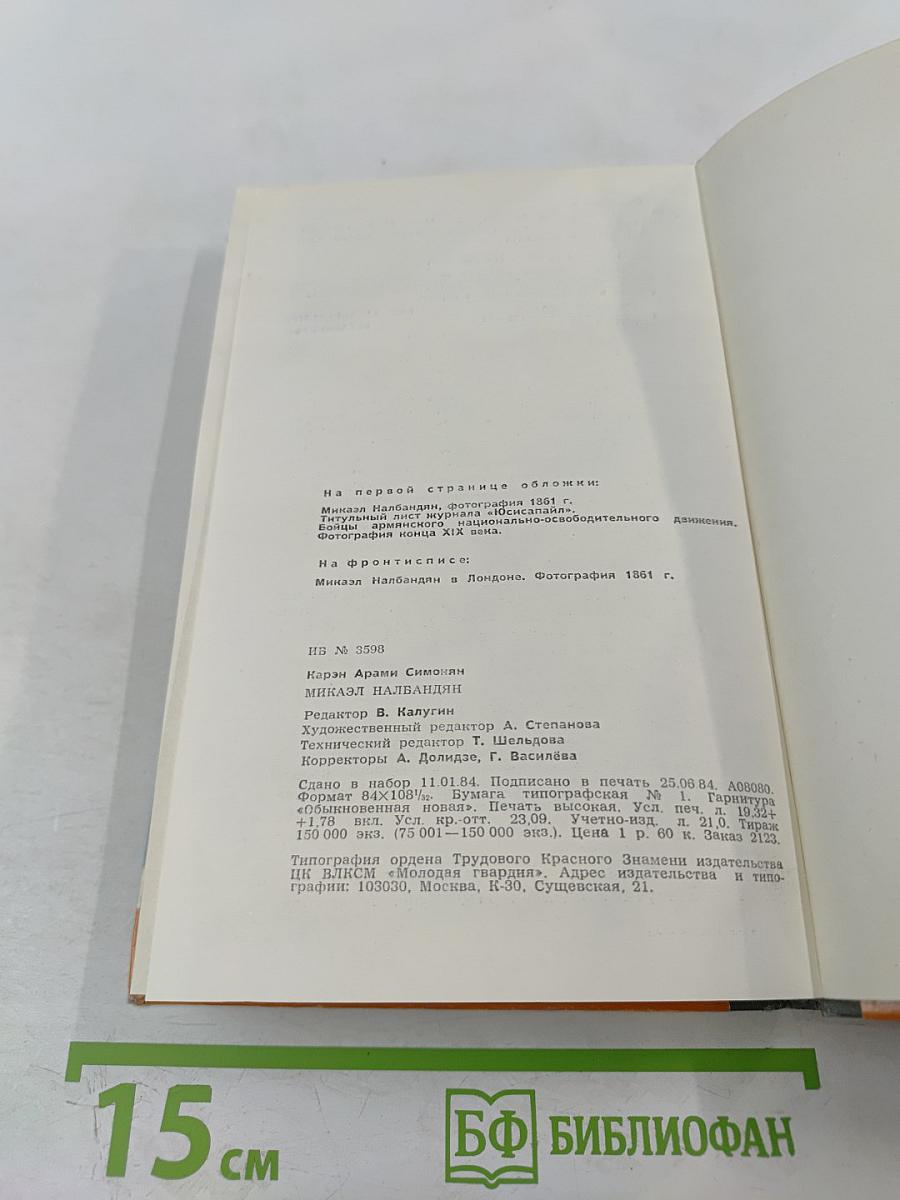 На первой странице обложки:
Микаэл Налбандян, фотография 1861 г.
Титульный лист журнала «Юсисапайл».
Бойцы армянского национально-освободительного движения.
Фотография конца XIX века.
На фронтисписе:
Микаэл Налбандян в Лондоне. Фотография 1861 г.
ИБ № 3598
Карэн Арами Симонян
МИКАЭЛ НАЛБАНДЯН
Редактор В. Калугин
Художественный редактор А. Степанова
Технический редактор Т. Шельдова
Корректоры А. Долидзе, Г. Василёва
Сдано в набор 11.01.84. Подписано в печать 25.06.84. А08080.
Формат 84×108¹/₃₂. Бумага типографская № 1. Гарнитура
«Обыкновенная новая». Печать высокая. Усл. печ. л. 19,32+
+1,78 вкл. Усл. кр.-отт. 23,09. Учетно-изд. л. 21,0. Тираж
150 000 экз. (75 001—150 000 экз.). Цена 1 р. 60 к. Заказ 2123.
Типография ордена Трудового Красного Знамени издательства
ЦК ВЛКСМ «Молодая гвардия». Адрес издательства и типо-
графии: 103030, Москва, К-30, Сущевская, 21.
15 см
БФ БИБЛИОФАН